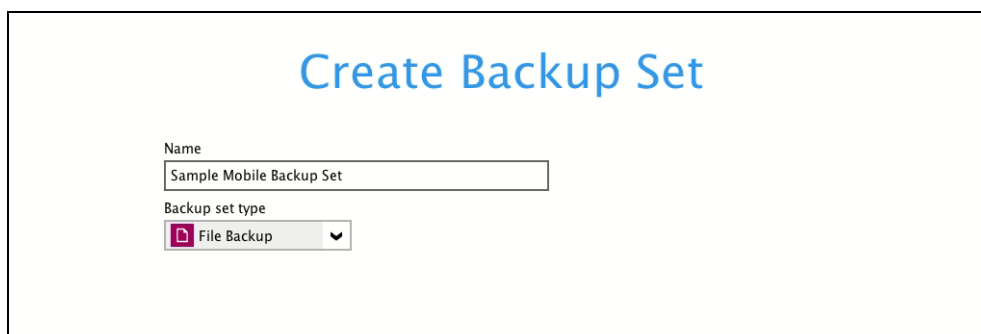 Create Backup Set
Name
Sample Mobile Backup Set
Backup set type
File Backup